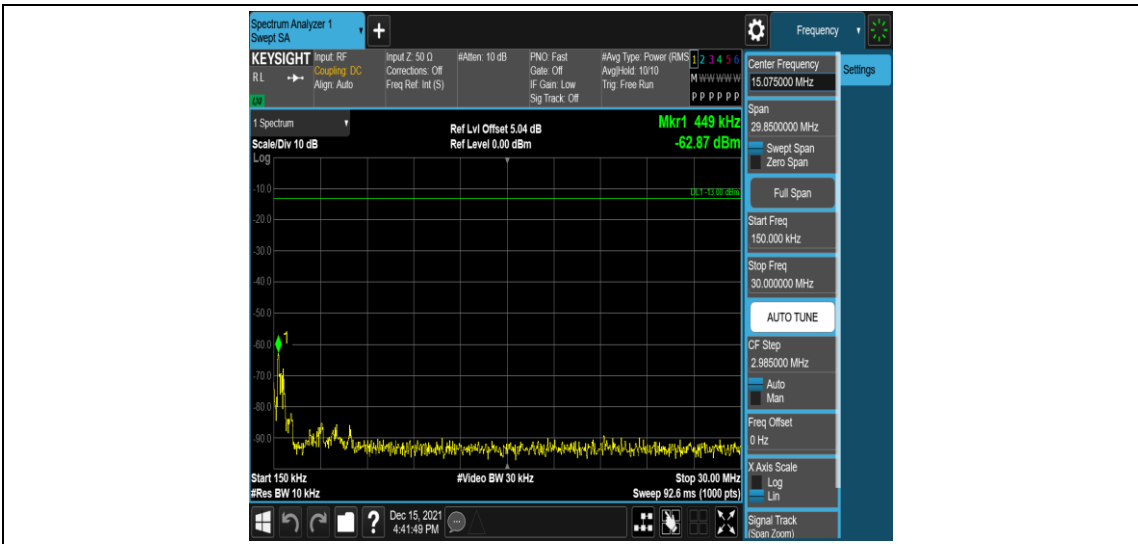 Spectrum Analyzer 1
Swept SA
+
Frequency
KEYSIGHT
RL
LXI
Input: RF
Coupling: DC
Align: Auto
Input Z: 50 Ω
Corrections: Off
Freq Ref: Int (S)
#Atten: 10 dB
PNO: Fast
Gate: Off
IF Gain: Low
Sig Track: Off
#Avg Type: Power (RMS
Avg|Hold: 10/10
Trig: Free Run
1 2 3 4 5 6
M W W W W W
P P P P P P
1 Spectrum
Scale/Div 10 dB
Log
Ref Lvl Offset 5.04 dB
Ref Level 0.00 dBm
Mkr1 449 kHz
-62.87 dBm
DL1 -13.00 dBm
-10.0
-20.0
-30.0
-40.0
-50.0
-60.0
1
-70.0
-80.0
-90.0
Start 150 kHz
#Res BW 10 kHz
#Video BW 30 kHz
Stop 30.00 MHz
Sweep 92.6 ms (1000 pts)
?
Dec 15, 2021
4:41:49 PM
Center Frequency
15.075000 MHz
Settings
Span
29.8500000 MHz
Swept Span
Zero Span
Full Span
Start Freq
150.000 kHz
Stop Freq
30.000000 MHz
AUTO TUNE
CF Step
2.985000 MHz
Auto
Man
Freq Offset
0 Hz
X Axis Scale
Log
Lin
Signal Track
(Span Zoom)